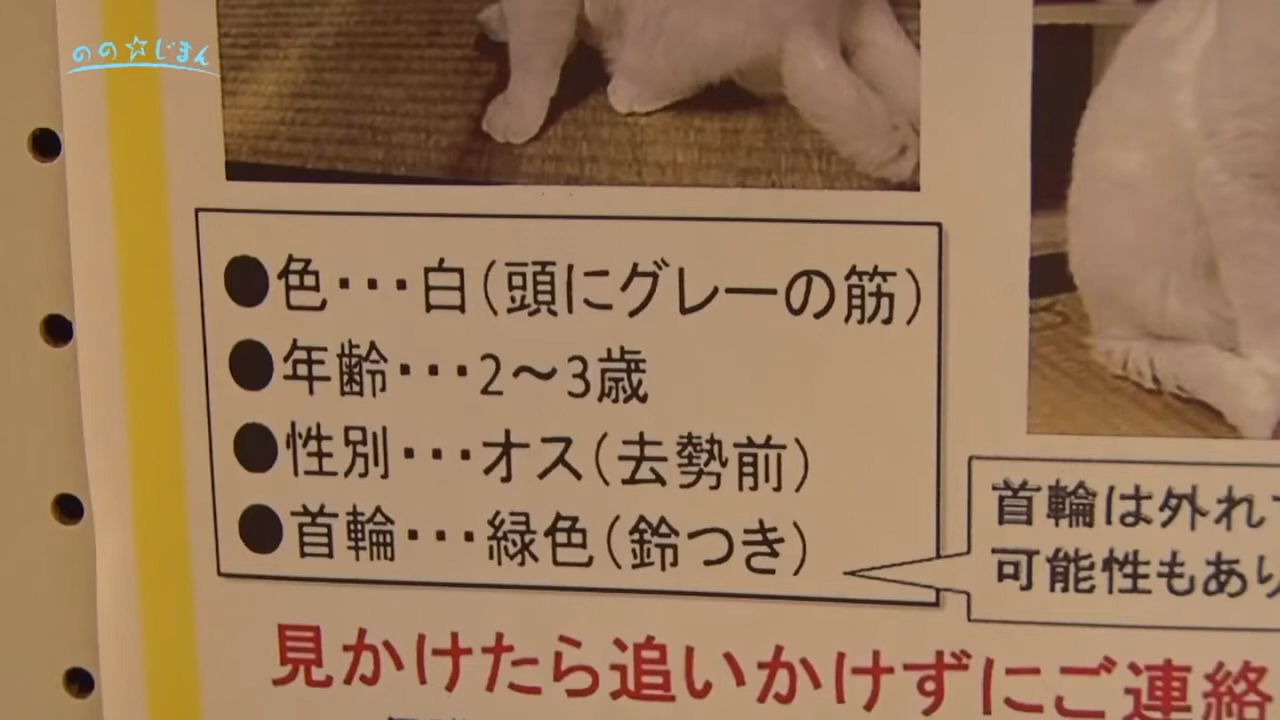 のの☆じまん
●色・・・白(頭にグレーの筋)
●年齢・・・2～3歳
●性別・・・オス(去勢前)
●首輪・・・緑色(鈴つき)
首輪は外れ
可能性もあり
見かけたら追いかけずにご連絡